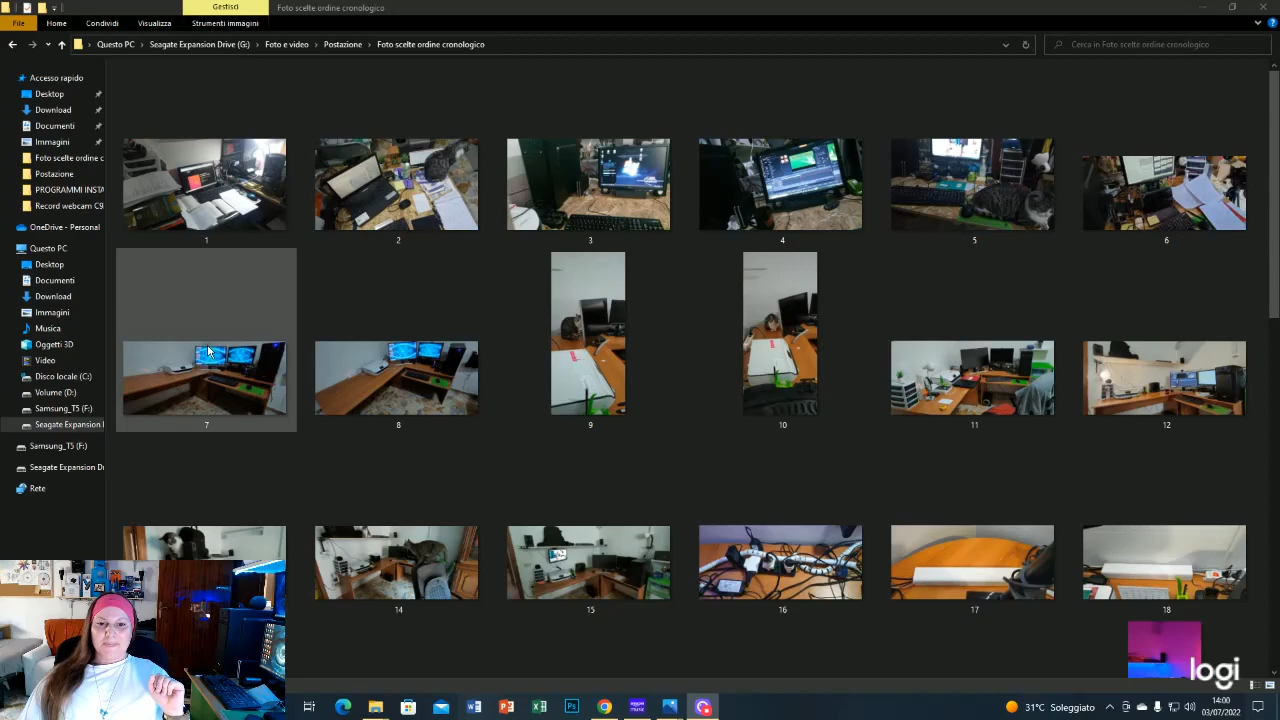 Gestisci
Foto scelte ordine cronologico
File
Home
Condividi
Visualizza
Strumenti immagini
Questo PC
Seagate Expansion Drive (G:)
Foto e video
Postazione
Foto scelte ordine cronologico
Cerca in Foto scelte ordine cronologico
Accesso rapido
Desktop
Download
Documenti
Immagini
Foto scelte ordine c
Postazione
PROGRAMMI INSTA
Record webcam C9
OneDrive - Personal
Questo PC
Desktop
Documenti
Download
Immagini
Musica
Oggetti 3D
Video
Disco locale (C:)
Volume (D:)
Samsung_T5 (F:)
Seagate Expansion
Samsung_T5 (F:)
Seagate Expansion Dr
Rete
1
2
3
4
5
6
7
8
9
10
11
12
14
15
16
17
18
logi
31°C Soleggiato
14:00
03/07/2022